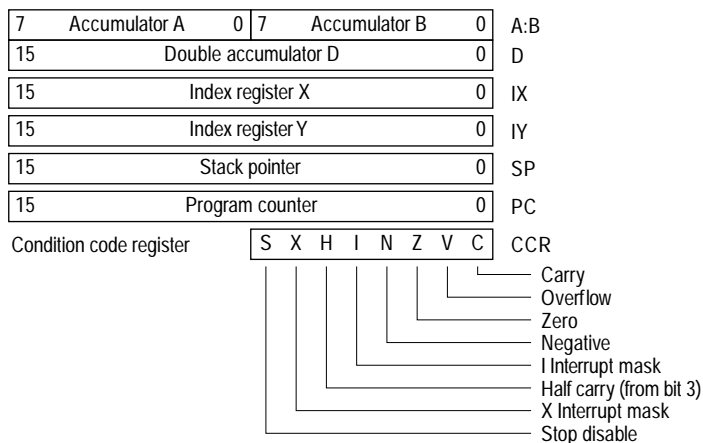 7 Accumulator A 0 7 Accumulator B 0 A:B
15 Double accumulator D 0 D
15 Index register X 0 IX
15 Index register Y 0 IY
15 Stack pointer 0 SP
15 Program counter 0 PC
Condition code register S X H I N Z V C CCR
Carry
Overflow
Zero
Negative
I Interrupt mask
Half carry (from bit 3)
X Interrupt mask
Stop disable